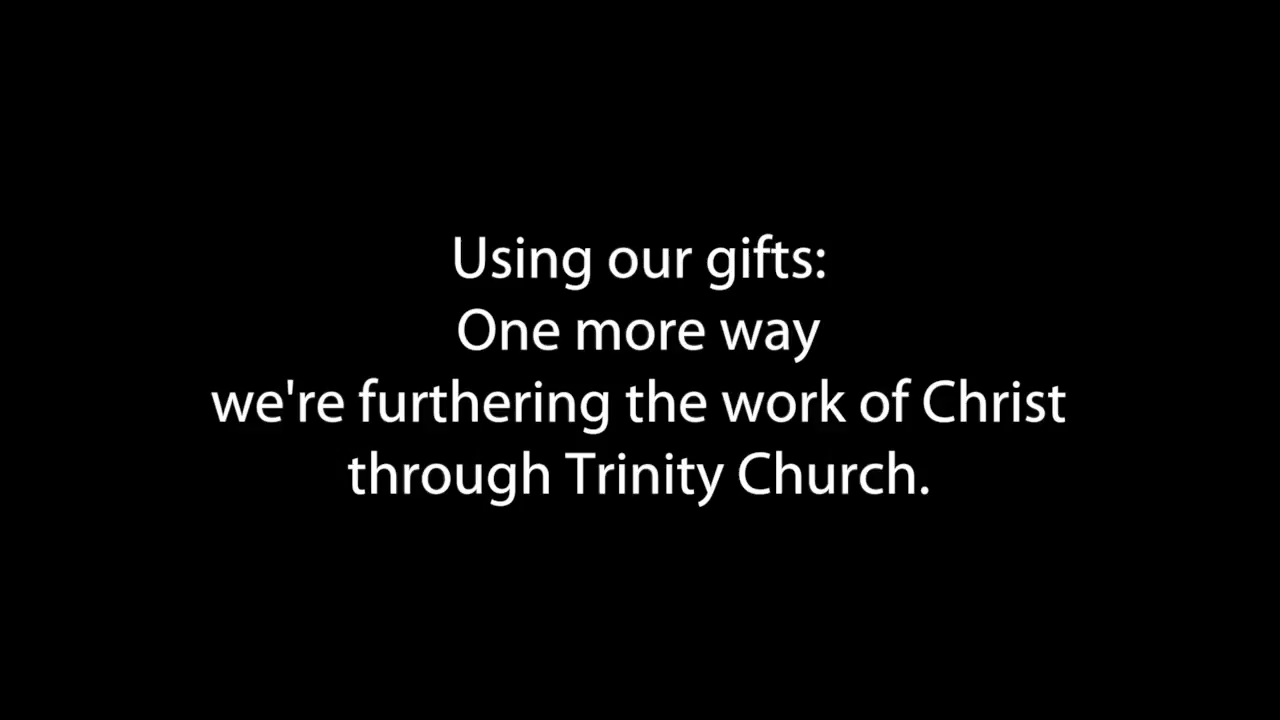 Using our gifts:
One more way
we're furthering the work of Christ
through Trinity Church.